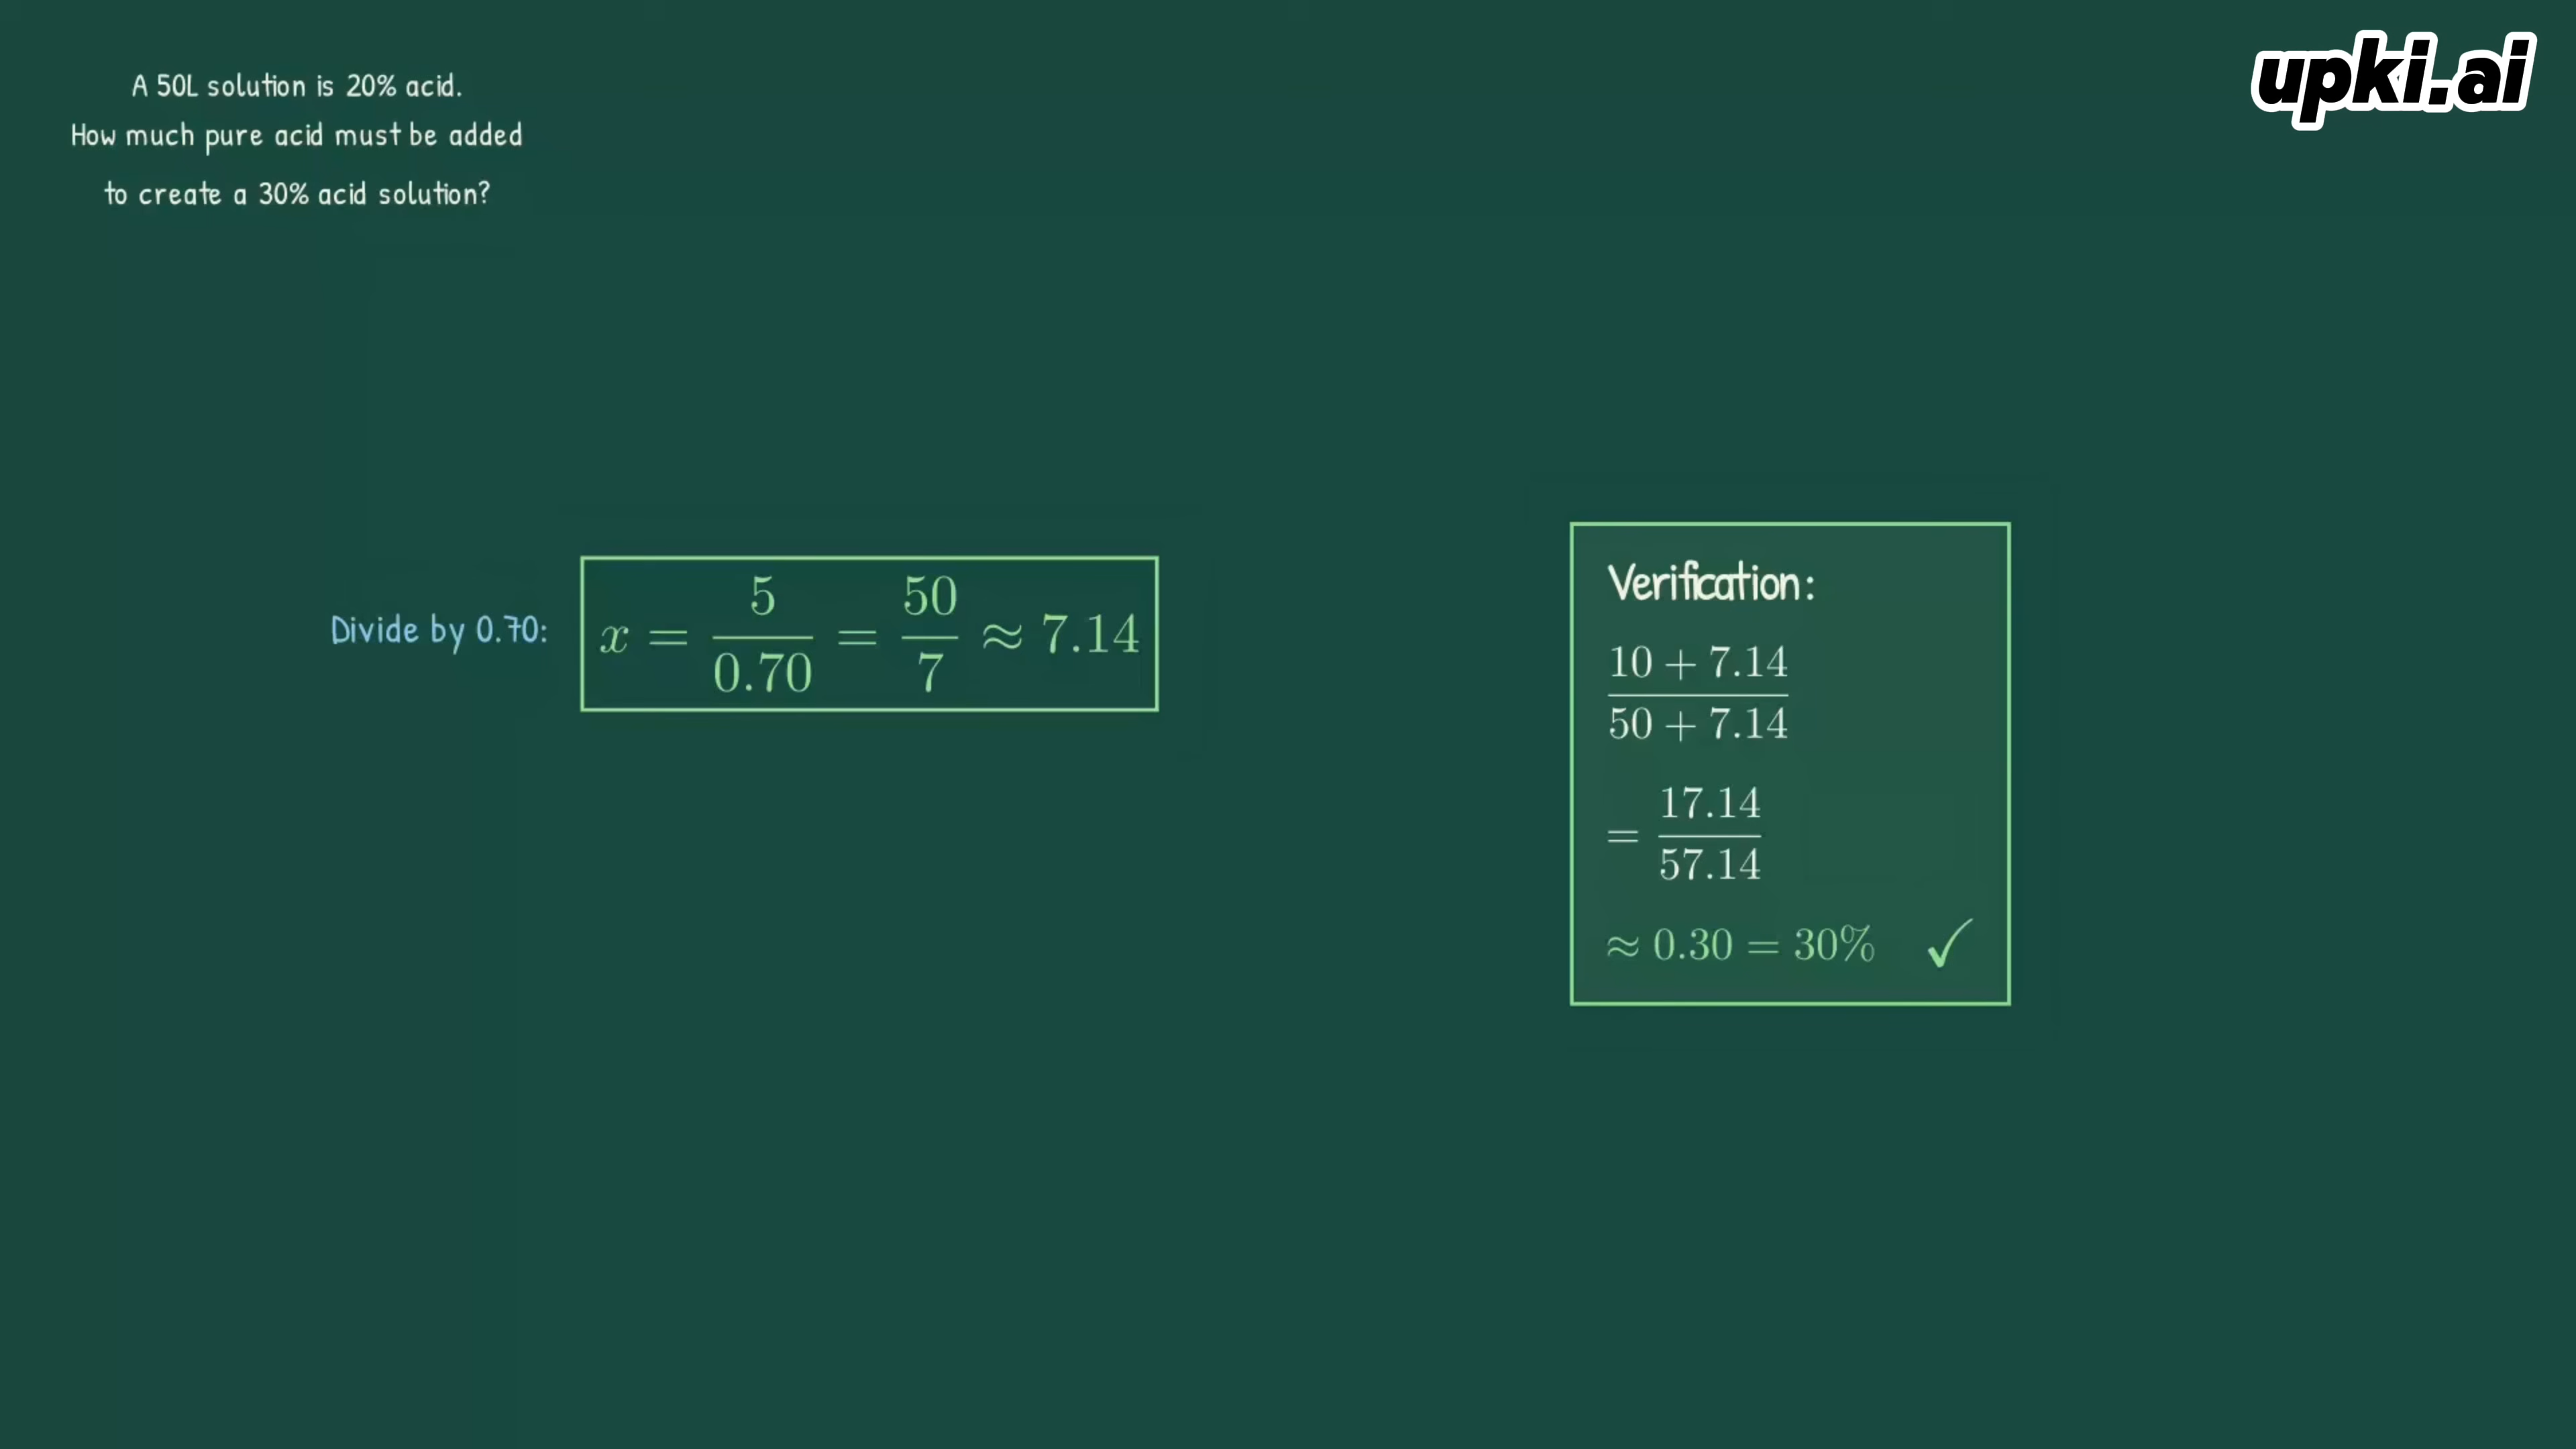 A 50L solution is 20% acid.
How much pure acid must be added
to create a 30% acid solution?
upki.ai
Divide by 0.70: x = 5/0.70 = 50/7 ≈ 7.14
Verification:
(10 + 7.14)/(50 + 7.14)
= 17.14/57.14
≈ 0.30 = 30% ✓